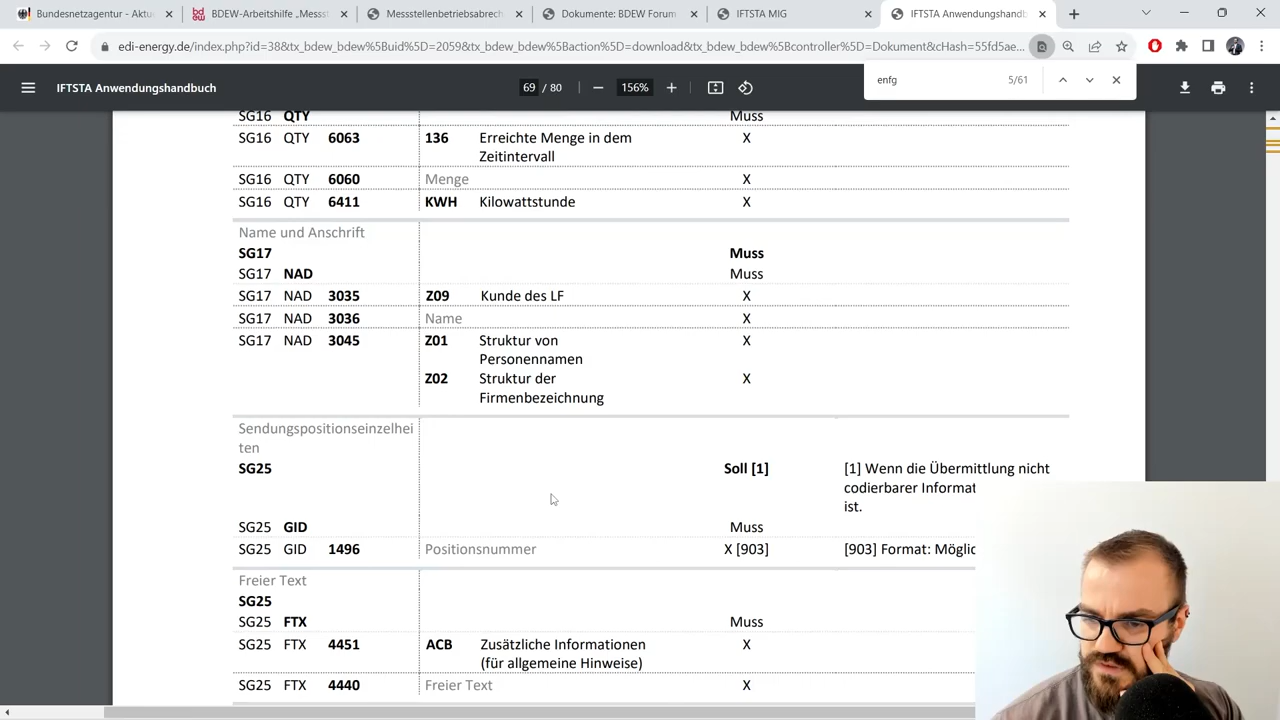 Bundesnetzagentur - Aktu
BDEW-Arbeitshilfe „Messst
Messstellenbetriebsabrech
Dokumente: BDEW Forum
IFTSTA MIG
IFTSTA Anwendungshandb
edi-energy.de/index.php?id=38&tx_bdew_bdew%5Buid%5D=2096&tx_bdew_bdew%5Baction%5D=download&tx_bdew_bdew%5Bcontroller%5D=Dokument&cHash=55fd5ae...
enfg 5/61
IFTSTA Anwendungshandbuch 69 / 80 156%
SG16 QTY Muss
SG16 QTY 6063 136 Erreichte Menge in dem X
Zeitintervall
SG16 QTY 6060 Menge X
SG16 QTY 6411 KWH Kilowattstunde X
Name und Anschrift
SG17 Muss
SG17 NAD Muss
SG17 NAD 3035 Z09 Kunde des LF X
SG17 NAD 3036 Name X
SG17 NAD 3045 Z01 Struktur von X
Personennamen
Z02 Struktur der X
Firmenbezeichnung
Sendungspositionseinzelhei
ten
SG25 Soll [1] [1] Wenn die Übermittlung nicht
codierbarer Informat
ist.
SG25 GID Muss
SG25 GID 1496 Positionsnummer X [903] [903] Format: Möglic
Freier Text
SG25
SG25 FTX Muss
SG25 FTX 4451 ACB Zusätzliche Informationen X
(für allgemeine Hinweise)
SG25 FTX 4440 Freier Text X